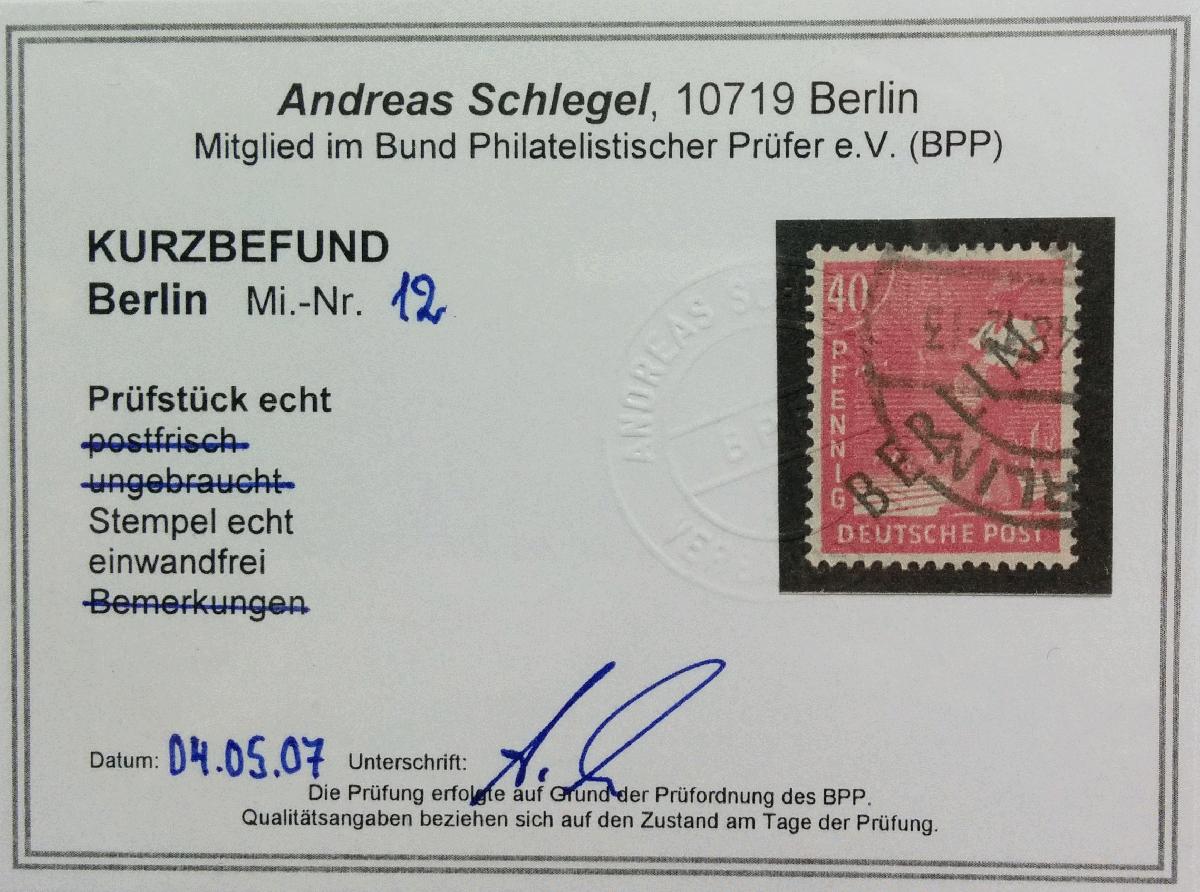 Andreas Schlegel, 10719 Berlin
Mitglied im Bund Philatelistischer Prüfer e.V. (BPP)
KURZBEFUND
Berlin Mi.-Nr. 12
Prüfstück echt
postfrisch
ungebraucht
Stempel echt
einwandfrei
Bemerkungen
ANDREAS S
40
PFENNIG
BERLIN
RLIN
DEUTSCHE POST
Datum: 04.05.07 Unterschrift:
Die Prüfung erfolgte auf Grund der Prüfordnung des BPP.
Qualitätsangaben beziehen sich auf den Zustand am Tage der Prüfung.